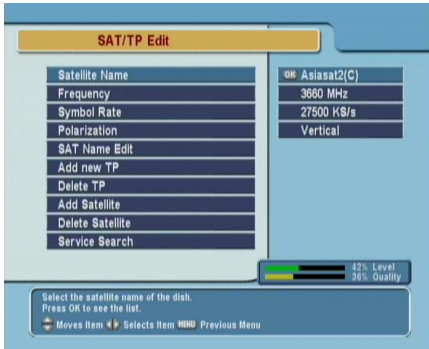 SAT/TP Edit
Satellite Name OK Asiasat2(C)
Frequency 3660 MHz
Symbol Rate 27500 KS/s
Polarization Vertical
SAT Name Edit
Add new TP
Delete TP
Add Satellite
Delete Satellite
Service Search
42% Level
36% Quality
Select the satellite name of the dish.
Press OK to see the list.
Moves Item Selects Item MENU Previous Menu